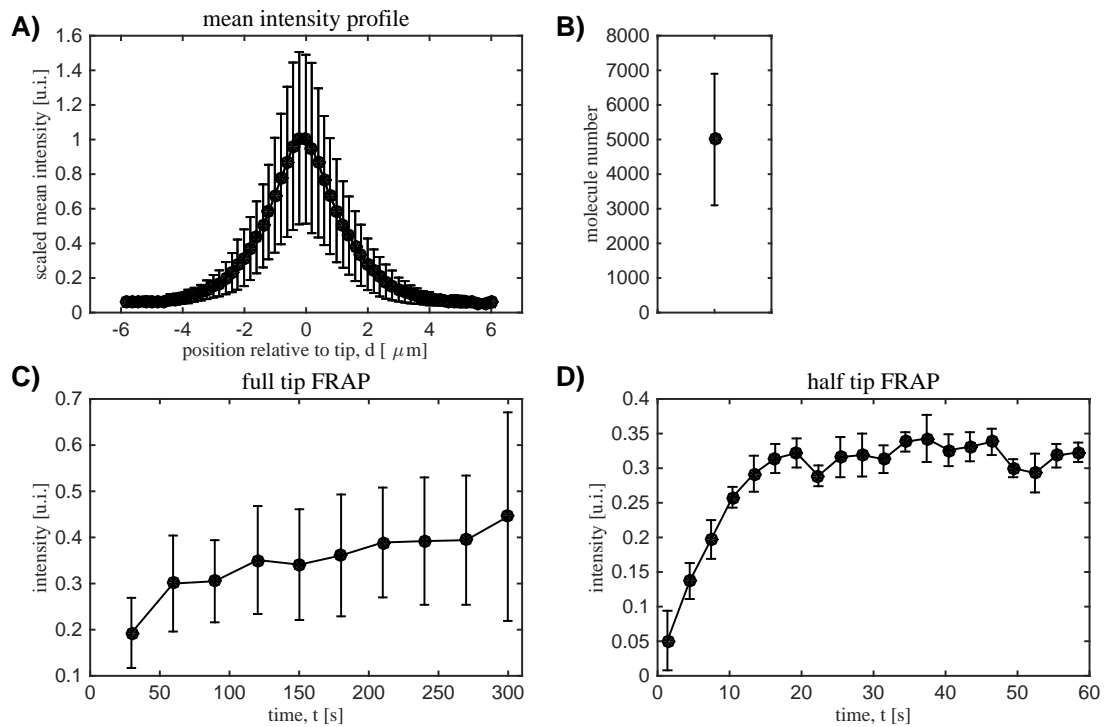 A)
mean intensity profile
scaled mean intensity [u.i.]
1.6
1.4
1.2
1
0.8
0.6
0.4
0.2
0
-6 -4 -2 0 2 4 6
position relative to tip, d [ μm]
B)
molecule number
8000
7000
6000
5000
4000
3000
2000
1000
0
C)
full tip FRAP
intensity [u.i.]
0.7
0.6
0.5
0.4
0.3
0.2
0.1
0 50 100 150 200 250 300
time, t [s]
D)
half tip FRAP
intensity [u.i.]
0.4
0.35
0.3
0.25
0.2
0.15
0.1
0.05
0
0 10 20 30 40 50 60
time, t [s]